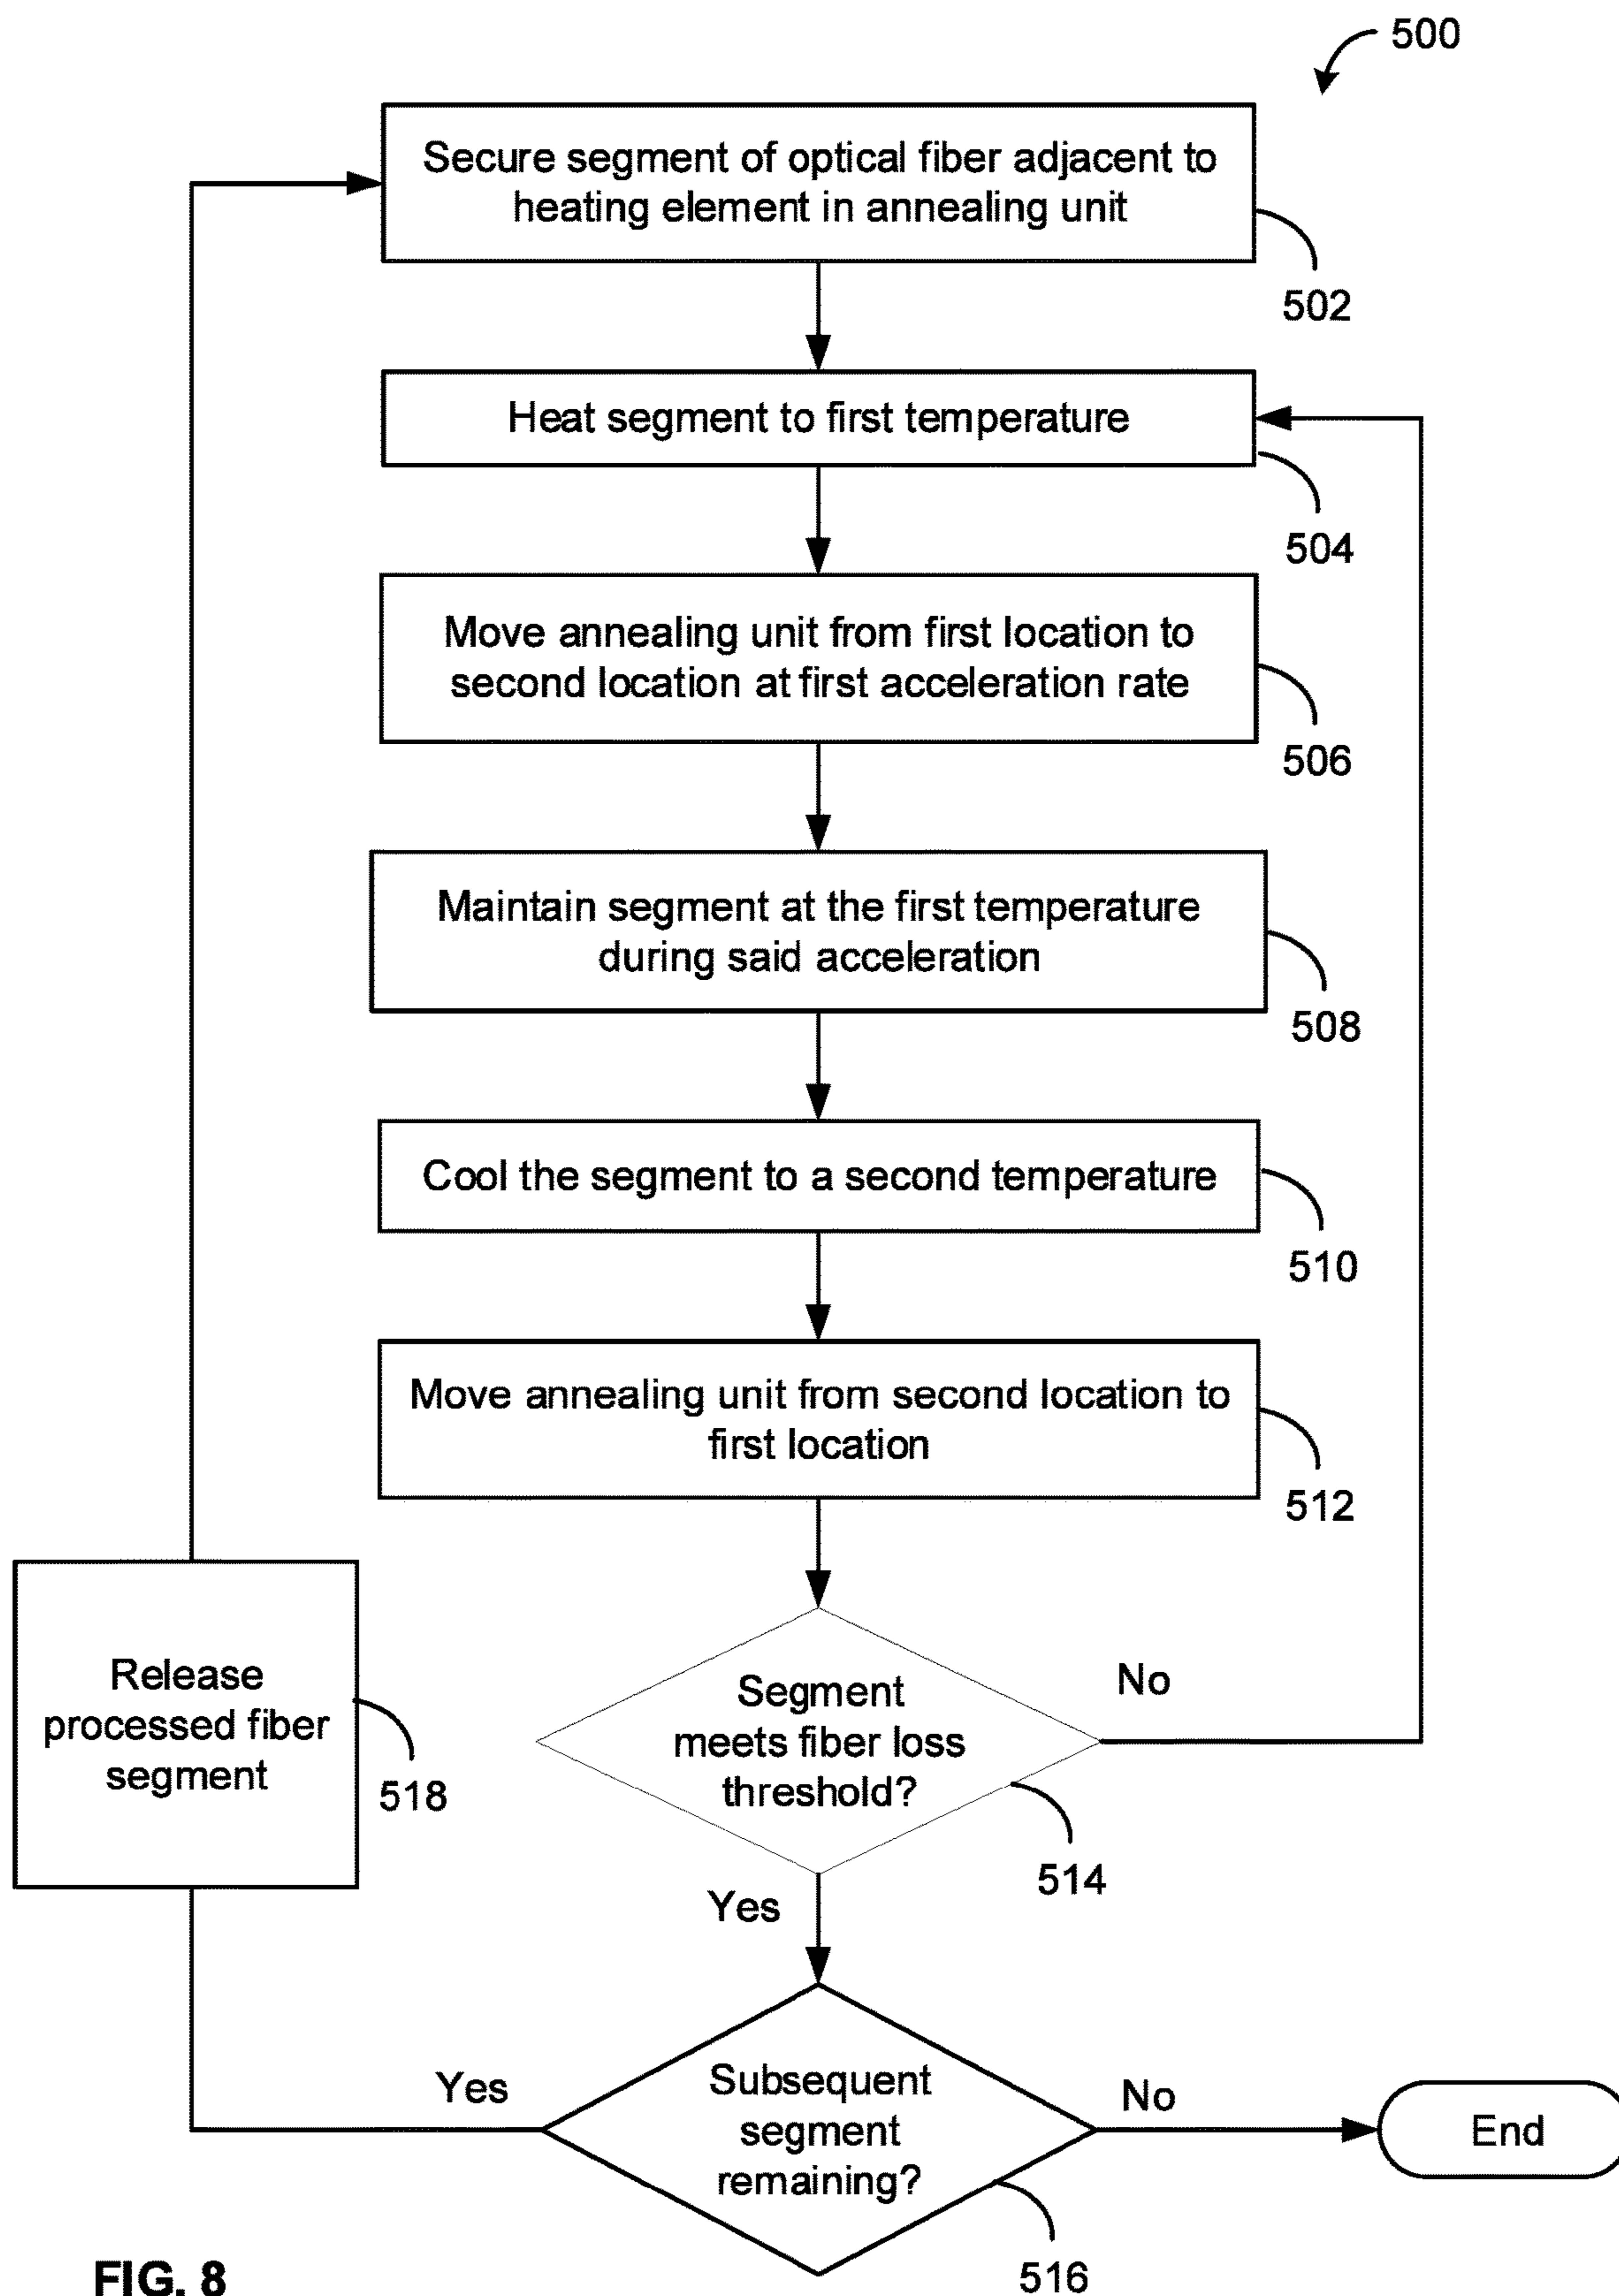 500
Secure segment of optical fiber adjacent to
heating element in annealing unit
502
Heat segment to first temperature
504
Move annealing unit from first location to
second location at first acceleration rate
506
Maintain segment at the first temperature
during said acceleration
508
Cool the segment to a second temperature
510
Move annealing unit from second location to
first location
512
Release
processed fiber
segment
518
Segment
meets fiber loss
threshold?
No
514
Yes
Yes
Subsequent
segment
remaining?
No
End
516
FIG. 8